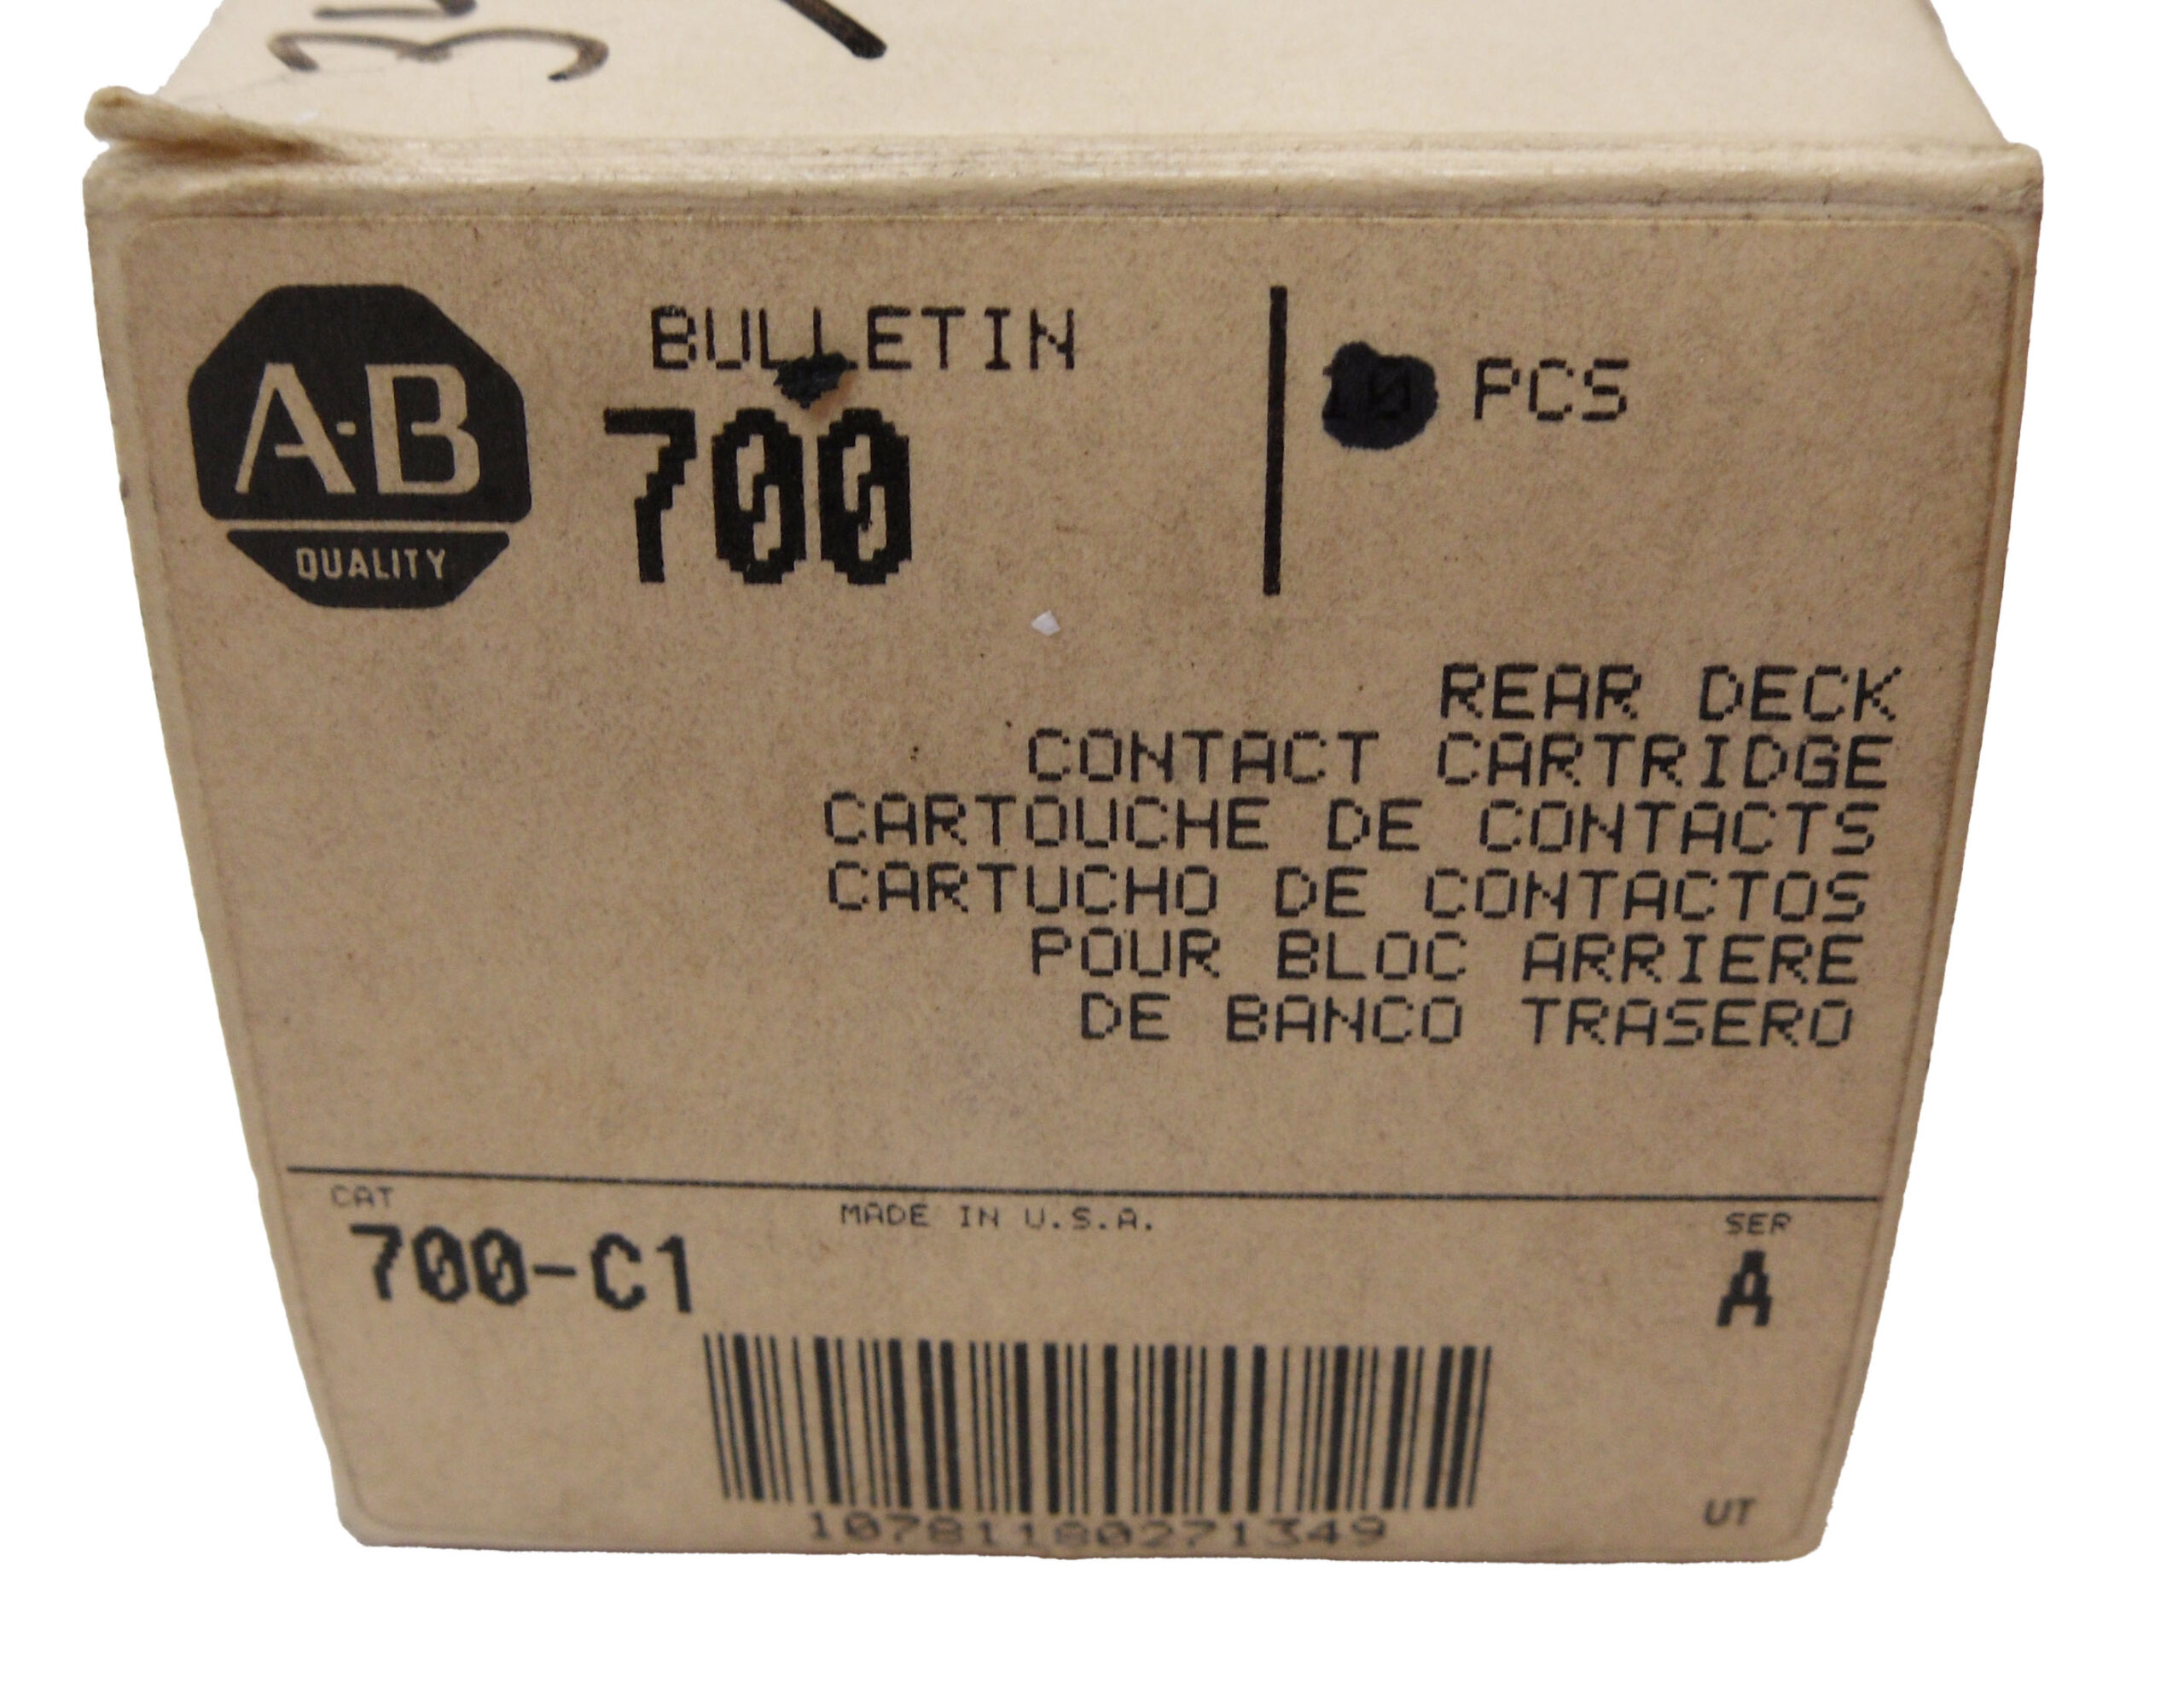 A-B
QUALITY
BULLETIN
700
10 PCS
REAR DECK
CONTACT CARTRIDGE
CARTOUCHE DE CONTACTS
CARTUCHO DE CONTACTOS
POUR BLOC ARRIERE
DE BANCO TRASERO
CAT
MADE IN U.S.A.
SER
700-C1
A
10781180271349
UT